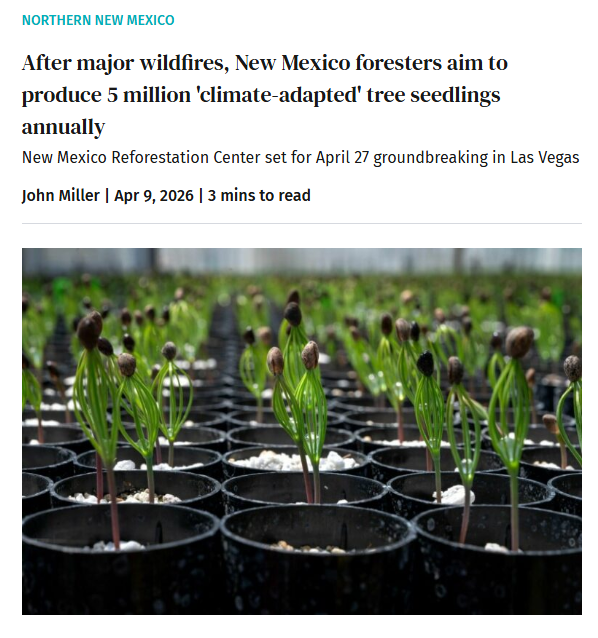 NORTHERN NEW MEXICO
After major wildfires, New Mexico foresters aim to
produce 5 million 'climate-adapted' tree seedlings
annually
New Mexico Reforestation Center set for April 27 groundbreaking in Las Vegas
John Miller | Apr 9, 2026 | 3 mins to read